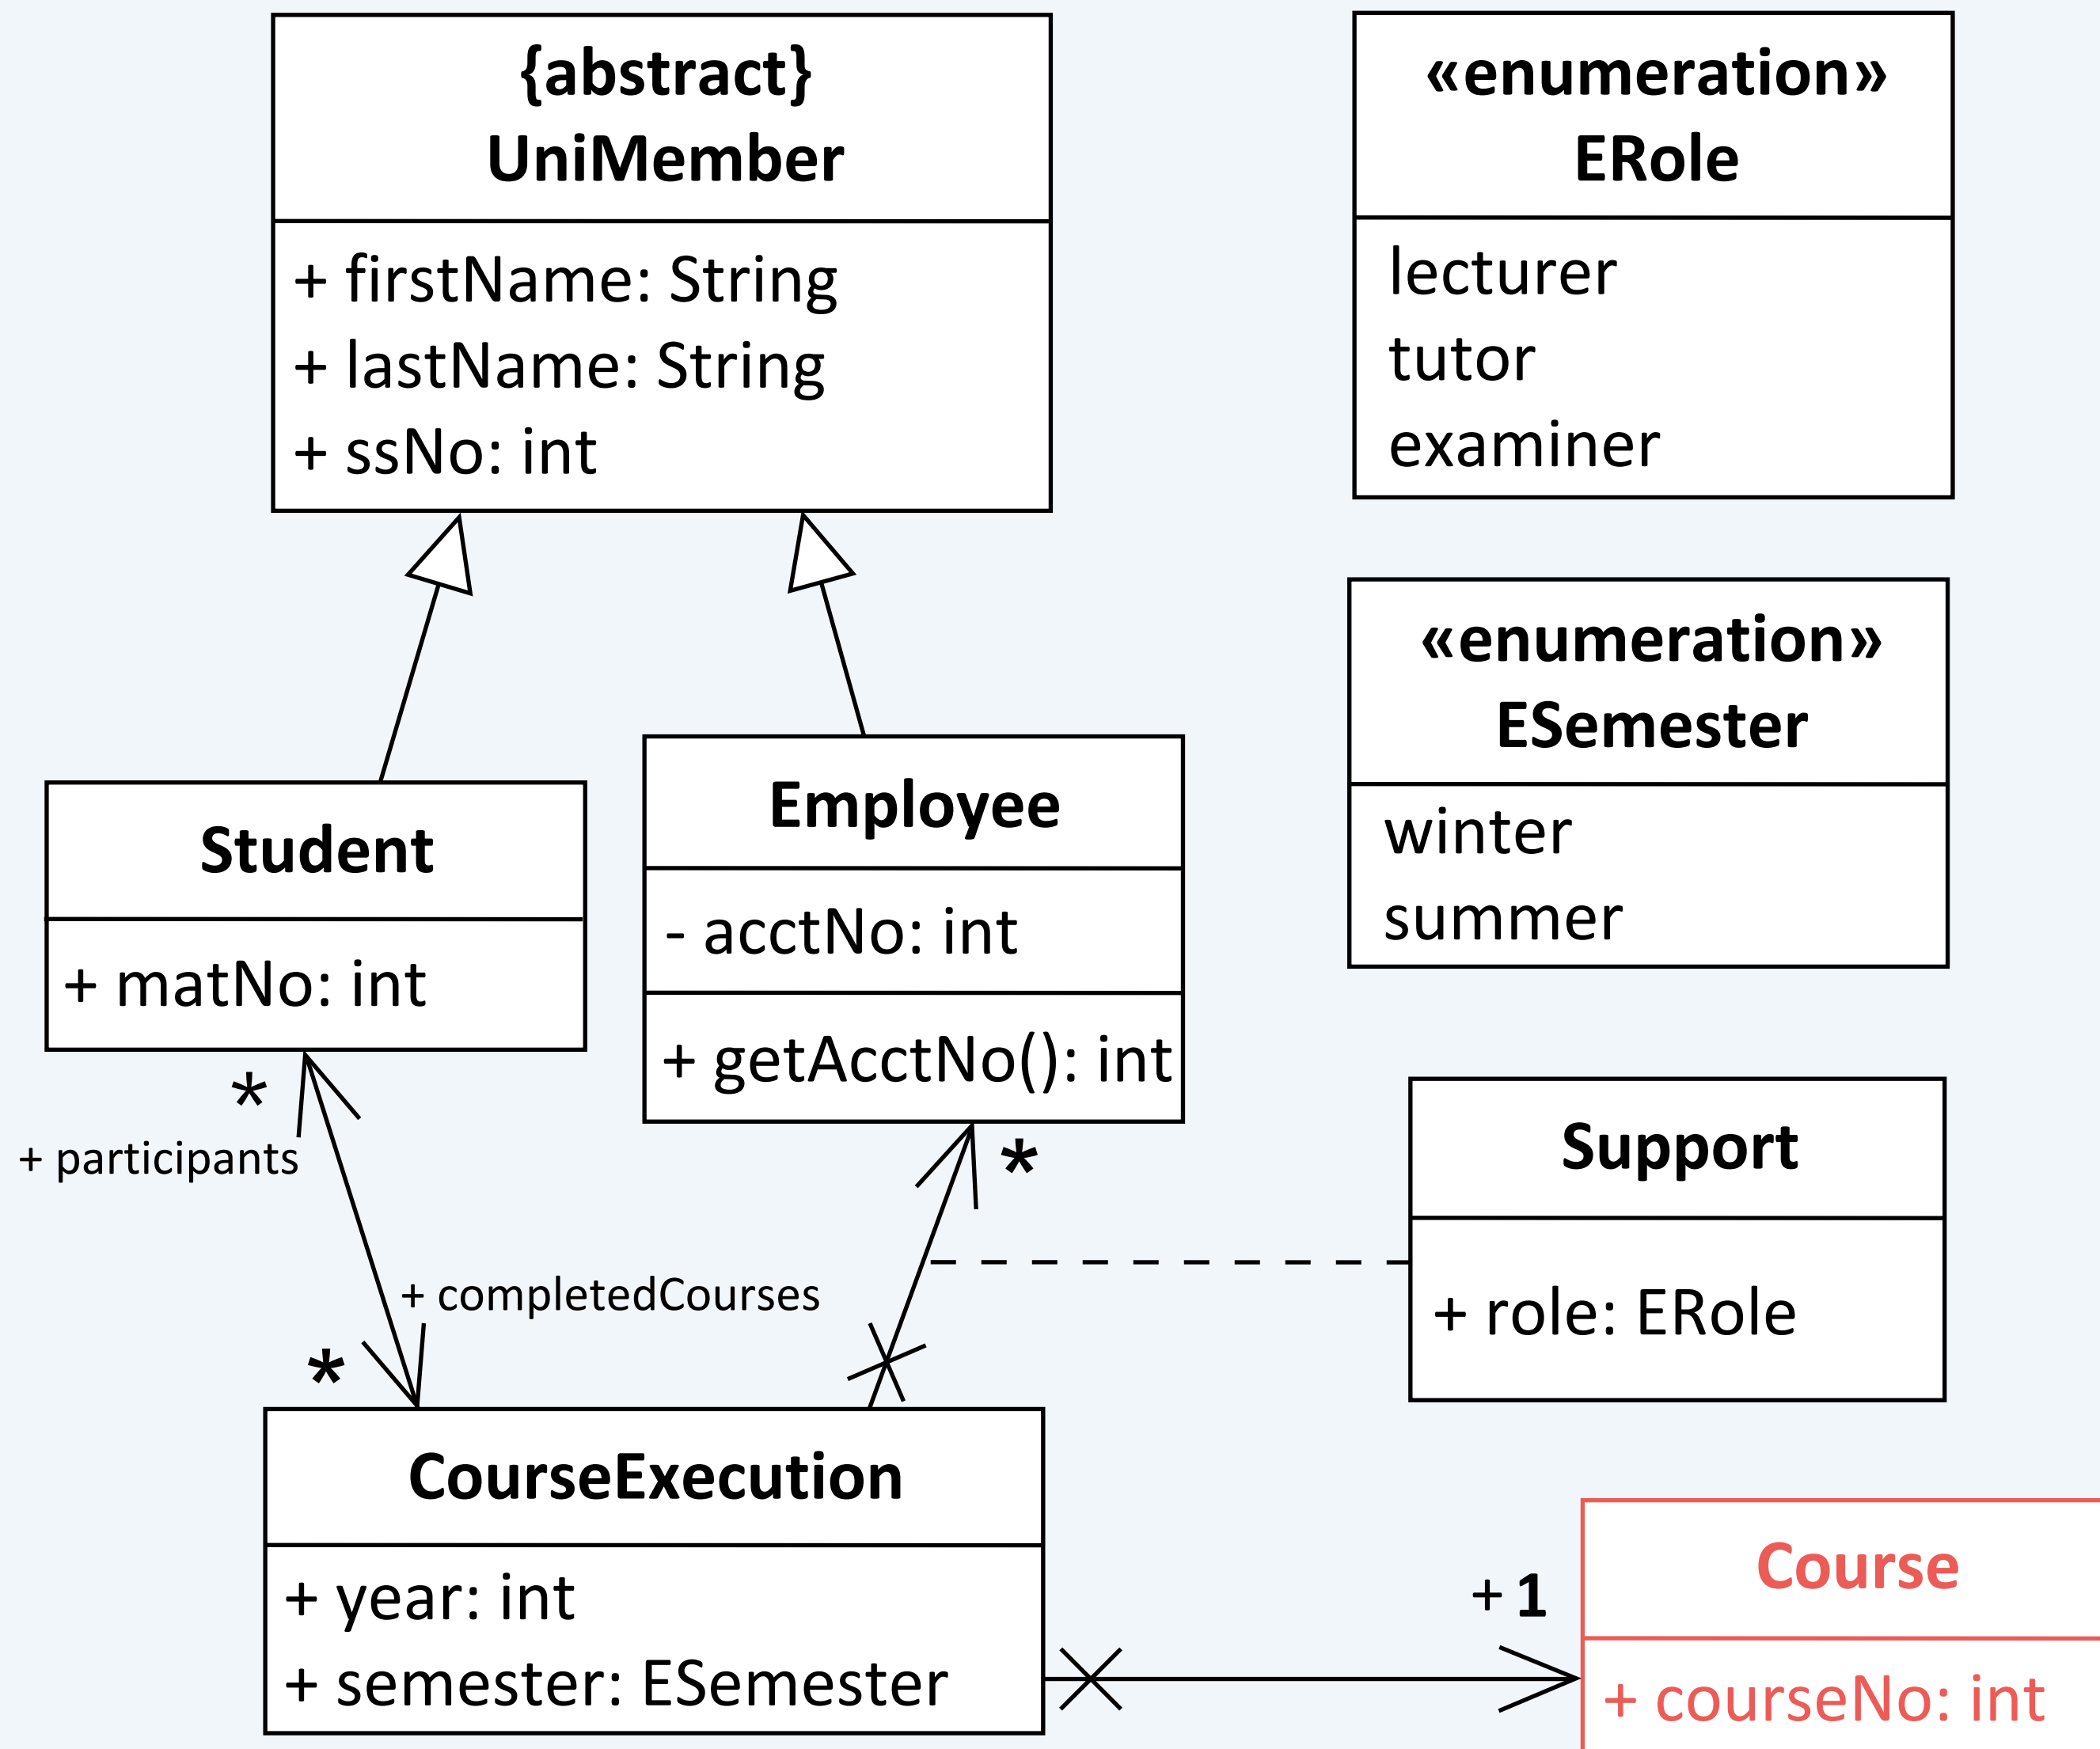 {abstract}
UniMember
+ firstName: String
+ lastName: String
+ ssNo: int
«enumeration»
ERole
lecturer
tutor
examiner
«enumeration»
ESemester
winter
summer
Student
+ matNo: int
Employee
- acctNo: int
+ getAcctNo(): int
*
+ participants
*
Support
+ role: ERole
+ completedCourses
*
CourseExecution
+ year: int
+ semester: ESemester
+ 1
Course
+ courseNo: int